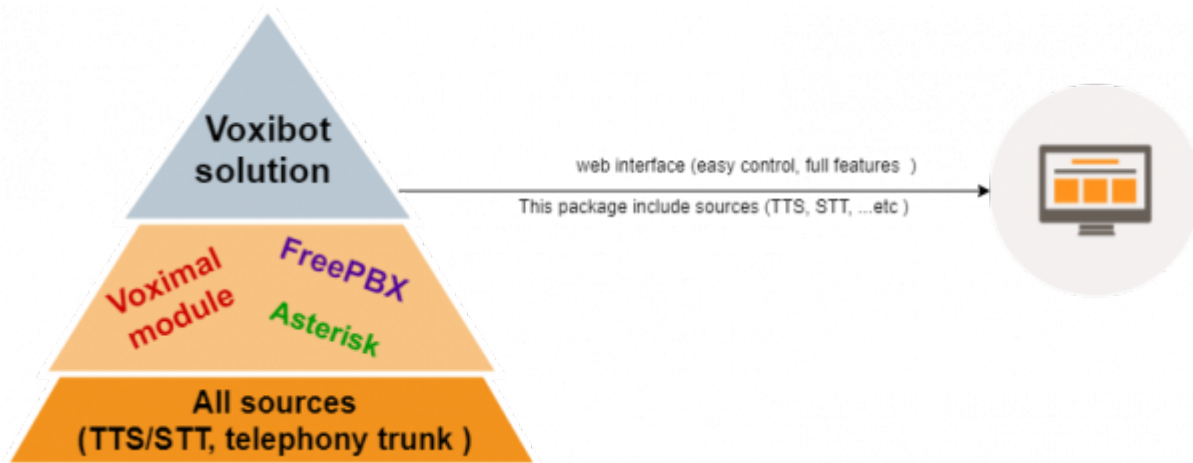 Voxibot
solution
web interface (easy control, full features )
This package include sources (TTS, STT, ...etc )
Voximal
module
FreePBX
Asterisk
All sources
(TTS/STT, telephony trunk )